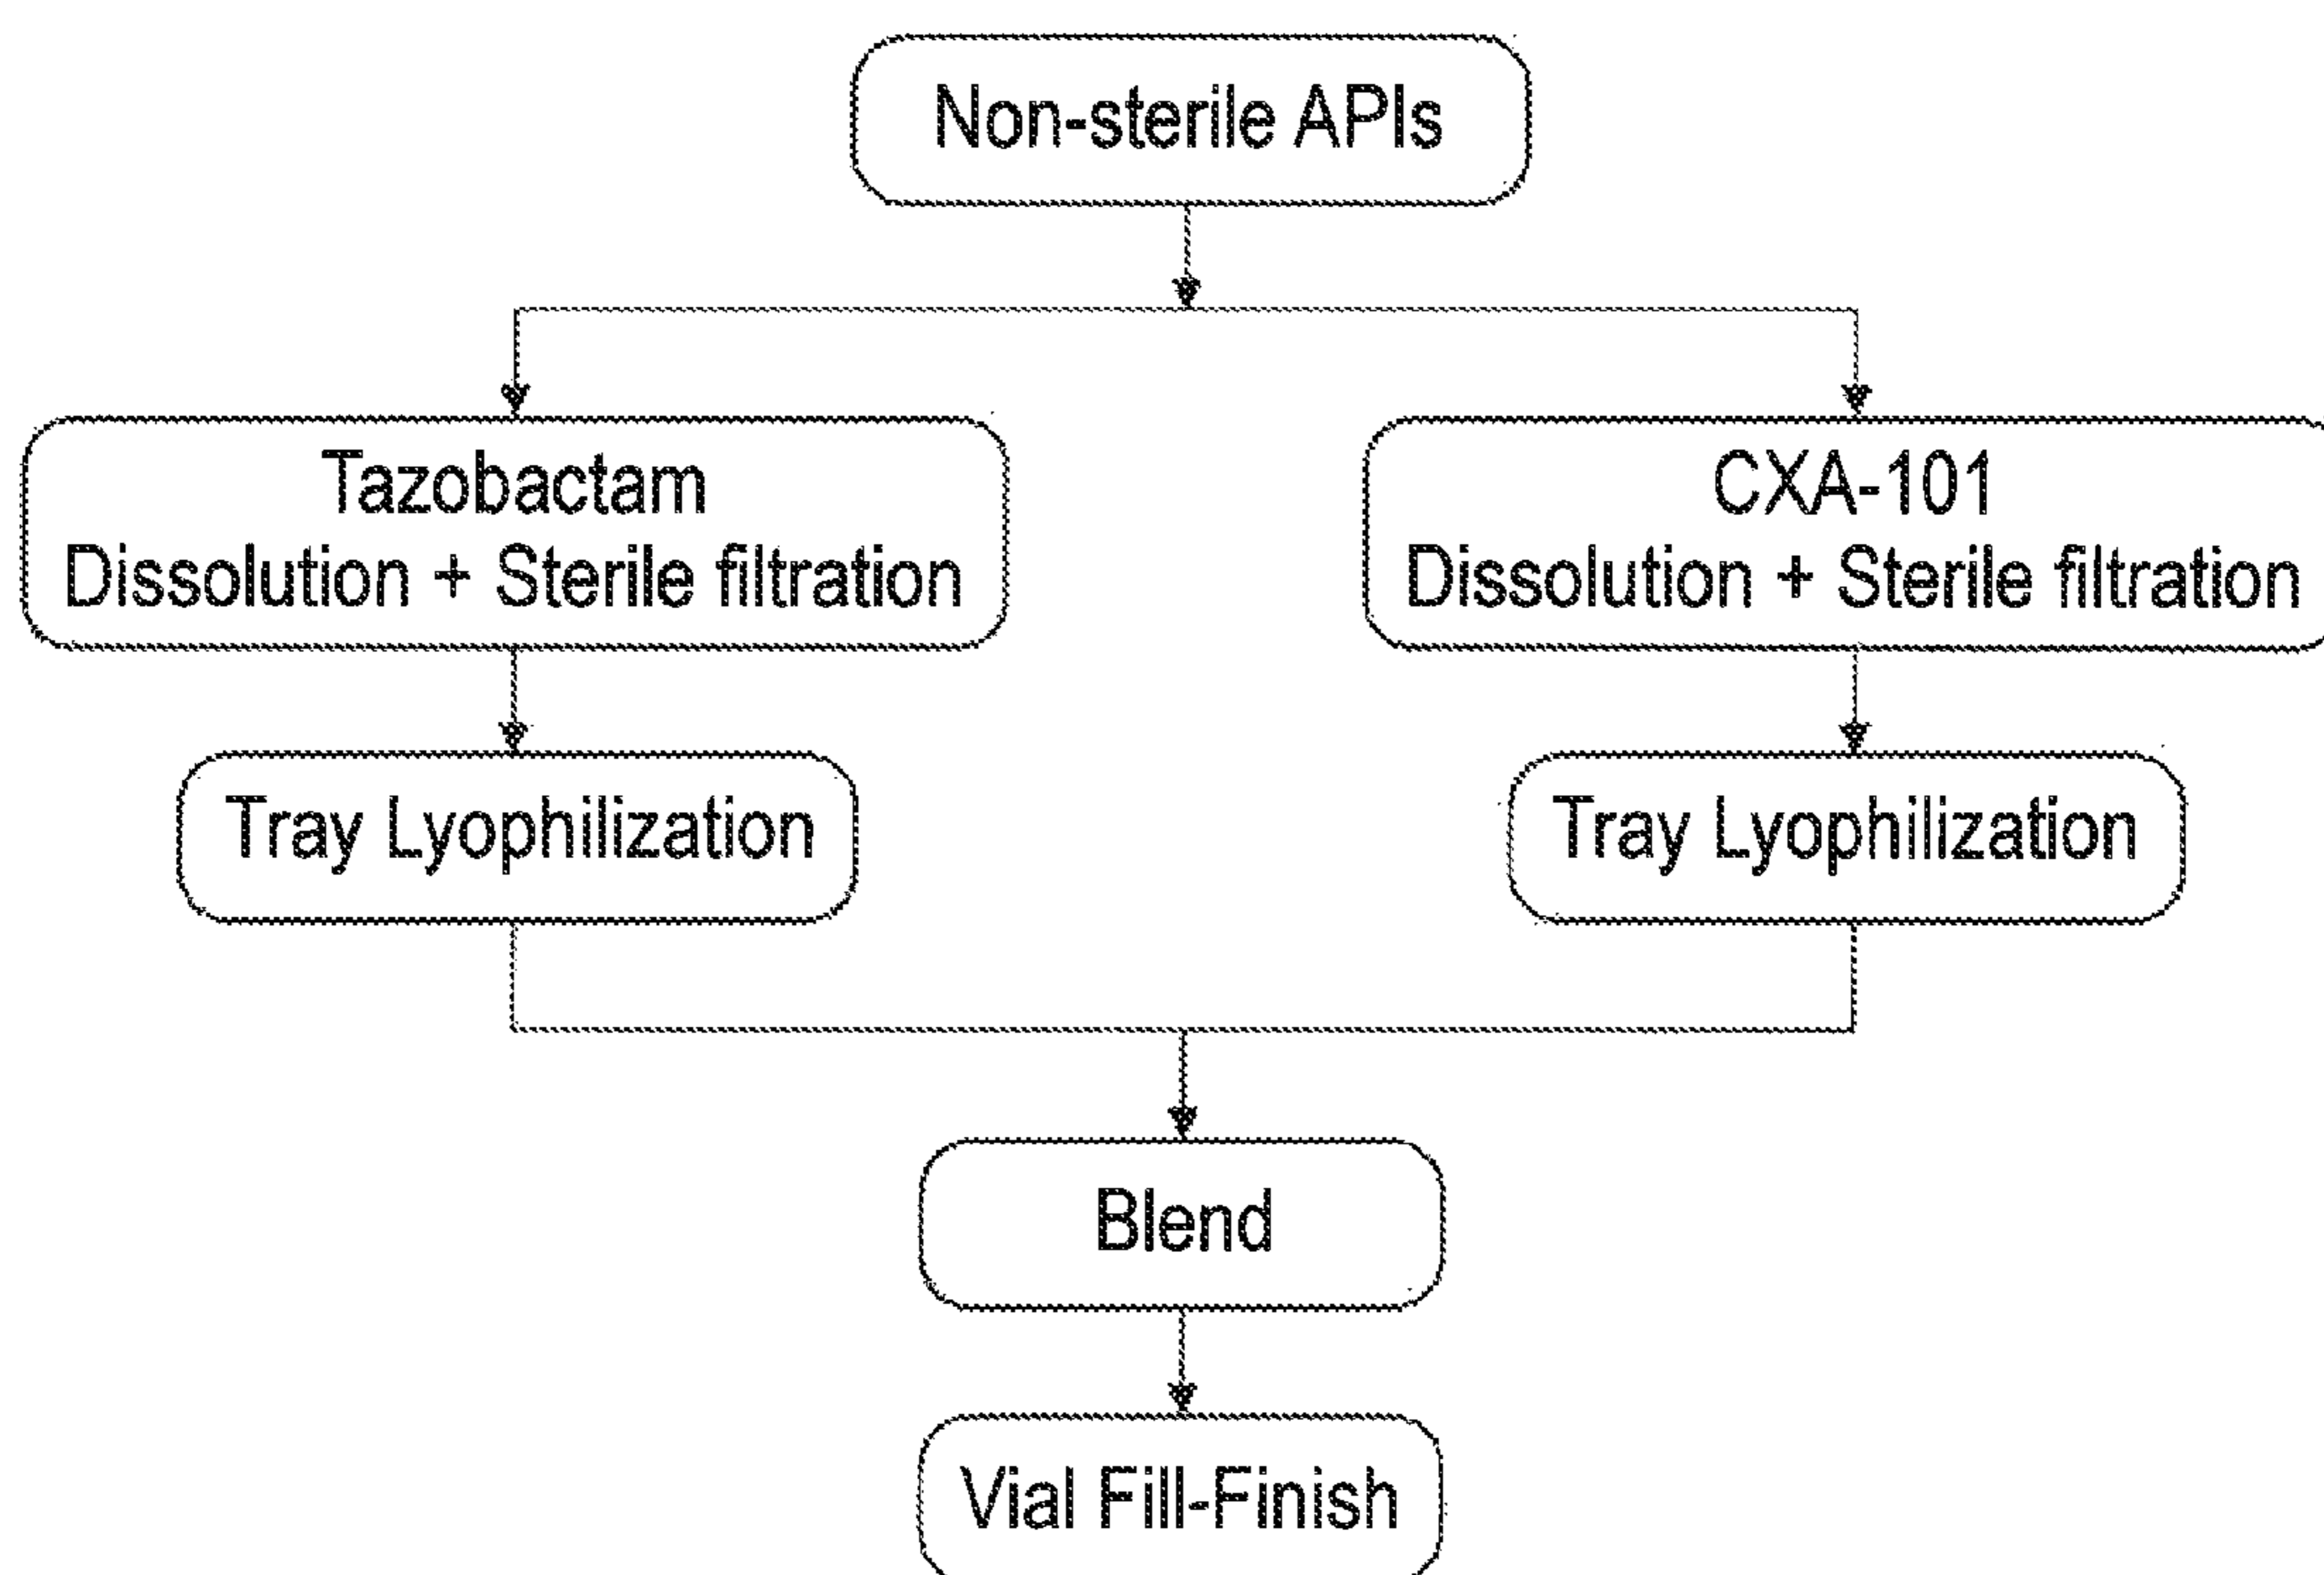 Non-sterile APIs
Tazobactam
Dissolution + Sterile filtration
CXA-101
Dissolution + Sterile filtration
Tray Lyophilization
Tray Lyophilization
Blend
Vial Fill-Finish